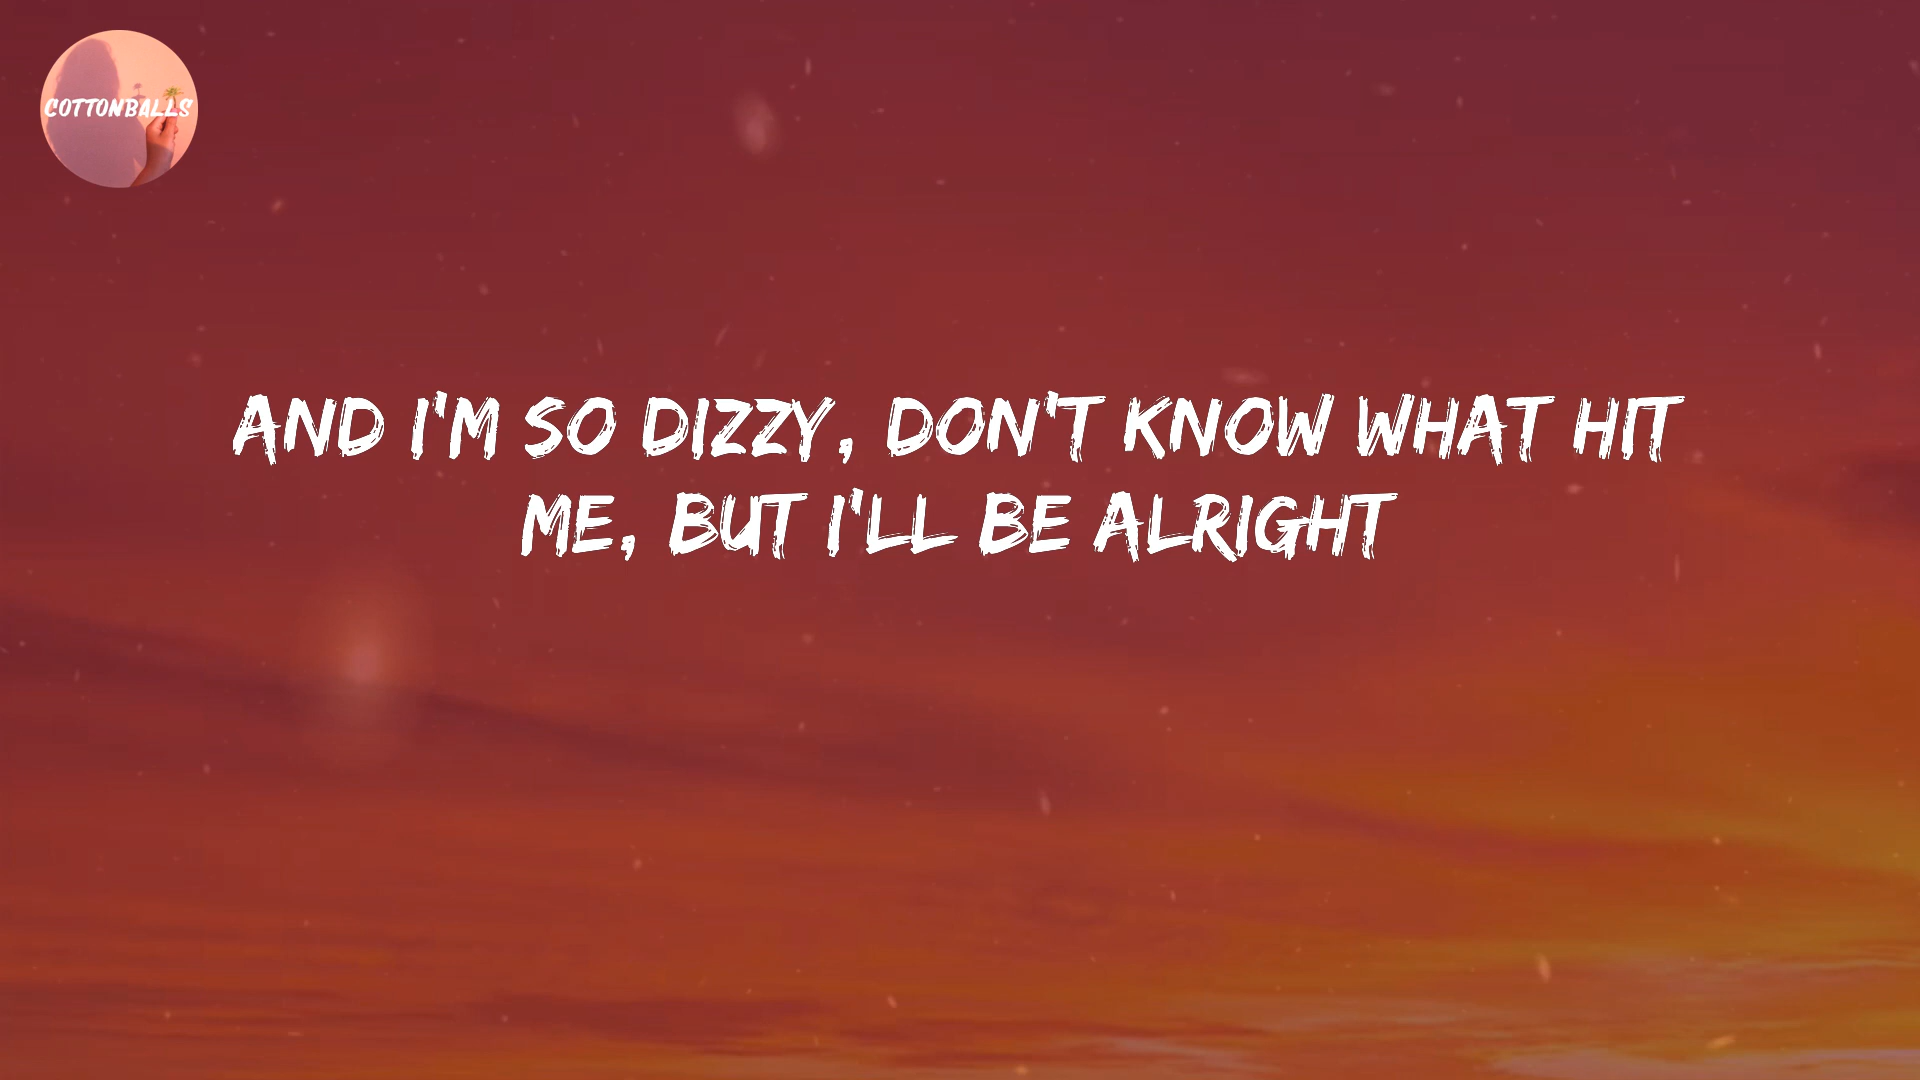 COTTONBALLS
AND I'M SO DIZZY, DON'T KNOW WHAT HIT
ME, BUT I'LL BE ALRIGHT